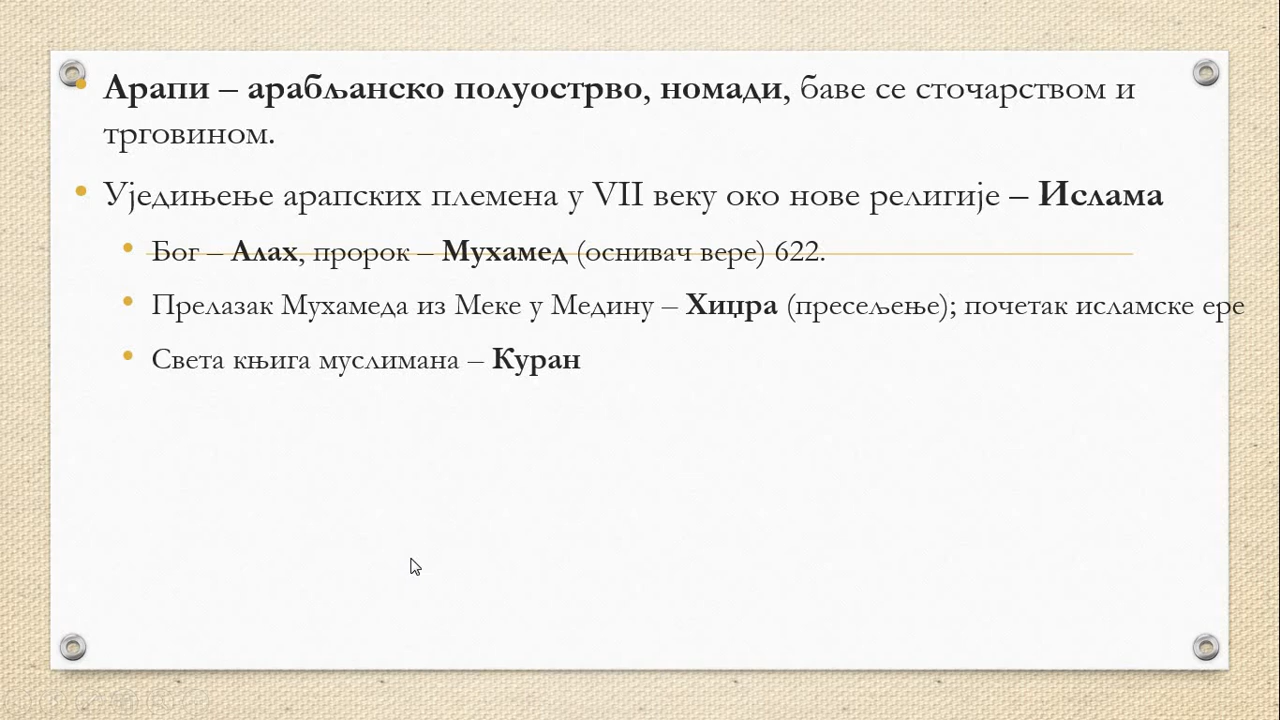 Арапи – арабљанско полуострво, номади, баве се сточарством и
трговином.
Уједињење арапских племена у VII веку око нове религије – Ислама
Бог – Алах, пророк – Мухамед (оснивач вере) 622.
Прелазак Мухамеда из Меке у Медину – Хиџра (пресељење); почетак исламске ере
Света књига муслимана – Куран